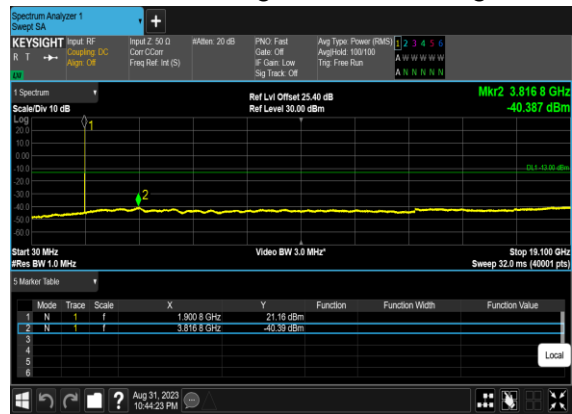 Spectrum Analyzer 1
Swept SA
+
KEYSIGHT Input: RF Input Z: 50 Ω #Atten: 20 dB PNO: Fast Avg Type: Power (RMS) 1 2 3 4 5 6
R T Coupling: DC Corr CCorr Gate: Off Avg|Hold: 100/100 A W W W W W
Align: Off Freq Ref: Int (S) IF Gain: Low Trig: Free Run
LW Sig Track: Off A N N N N N
1 Spectrum Ref Lvl Offset 25.40 dB Mkr2 3.816 8 GHz
Scale/Div 10 dB Ref Level 30.00 dBm -40.387 dBm
Log
20.0 1
10.0
0.00
-10.0 DL1 -13.00 dBm
-20.0
-30.0 2
-40.0
-50.0
-60.0
Start 30 MHz Video BW 3.0 MHz* Stop 19.100 GHz
#Res BW 1.0 MHz Sweep 32.0 ms (40001 pts)
5 Marker Table
Mode Trace Scale X Y Function Function Width Function Value
1 N 1 f 1.900 8 GHz 21.16 dBm
2 N 1 f 3.816 8 GHz -40.39 dBm
3
4
5
6
Local
? Aug 31, 2023
10:44:23 PM